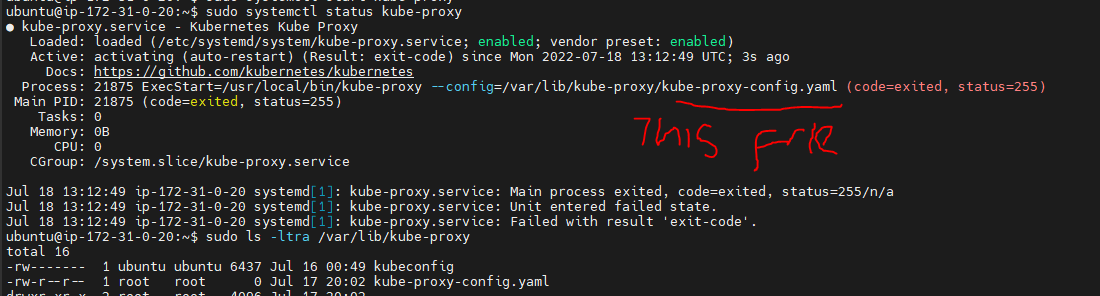 ubuntu@ip-172-31-0-20:~$ sudo systemctl status kube-proxy
● kube-proxy.service - Kubernetes Kube Proxy
Loaded: loaded (/etc/systemd/system/kube-proxy.service; enabled; vendor preset: enabled)
Active: activating (auto-restart) (Result: exit-code) since Mon 2022-07-18 13:12:49 UTC; 3s ago
Docs: https://github.com/kubernetes/kubernetes
Process: 21875 ExecStart=/usr/local/bin/kube-proxy --config=/var/lib/kube-proxy/kube-proxy-config.yaml (code=exited, status=255)
Main PID: 21875 (code=exited, status=255)
Tasks: 0
This File
Memory: 0B
CPU: 0
CGroup: /system.slice/kube-proxy.service
Jul 18 13:12:49 ip-172-31-0-20 systemd[1]: kube-proxy.service: Main process exited, code=exited, status=255/n/a
Jul 18 13:12:49 ip-172-31-0-20 systemd[1]: kube-proxy.service: Unit entered failed state.
Jul 18 13:12:49 ip-172-31-0-20 systemd[1]: kube-proxy.service: Failed with result 'exit-code'.
ubuntu@ip-172-31-0-20:~$ sudo ls -ltra /var/lib/kube-proxy
total 16
-rw------- 1 ubuntu ubuntu 6437 Jul 16 00:49 kubeconfig
-rw-r--r-- 1 root root 0 Jul 17 20:02 kube-proxy-config.yaml